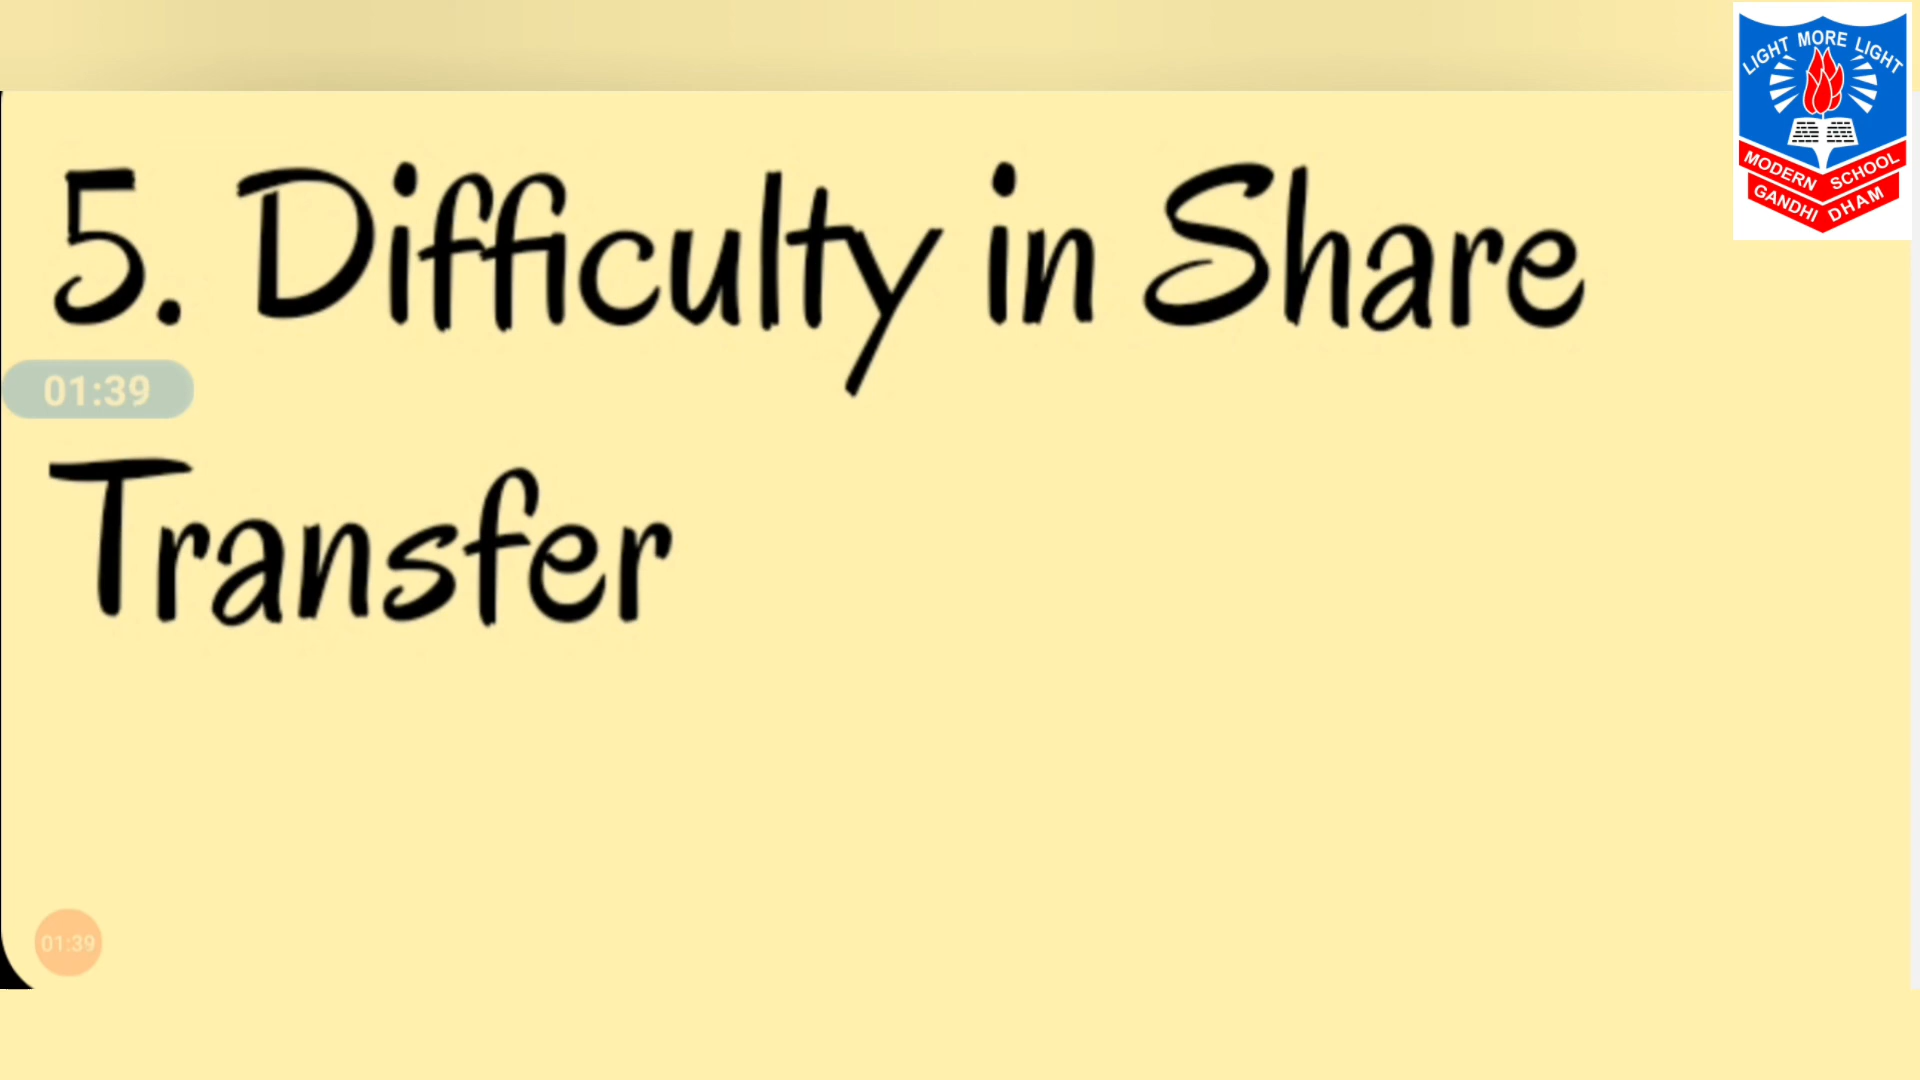 LIGHT MORE LIGHT
MODERN SCHOOL
GANDHI DHAM
5. Difficulty in Share
01:39
Transfer
01:39